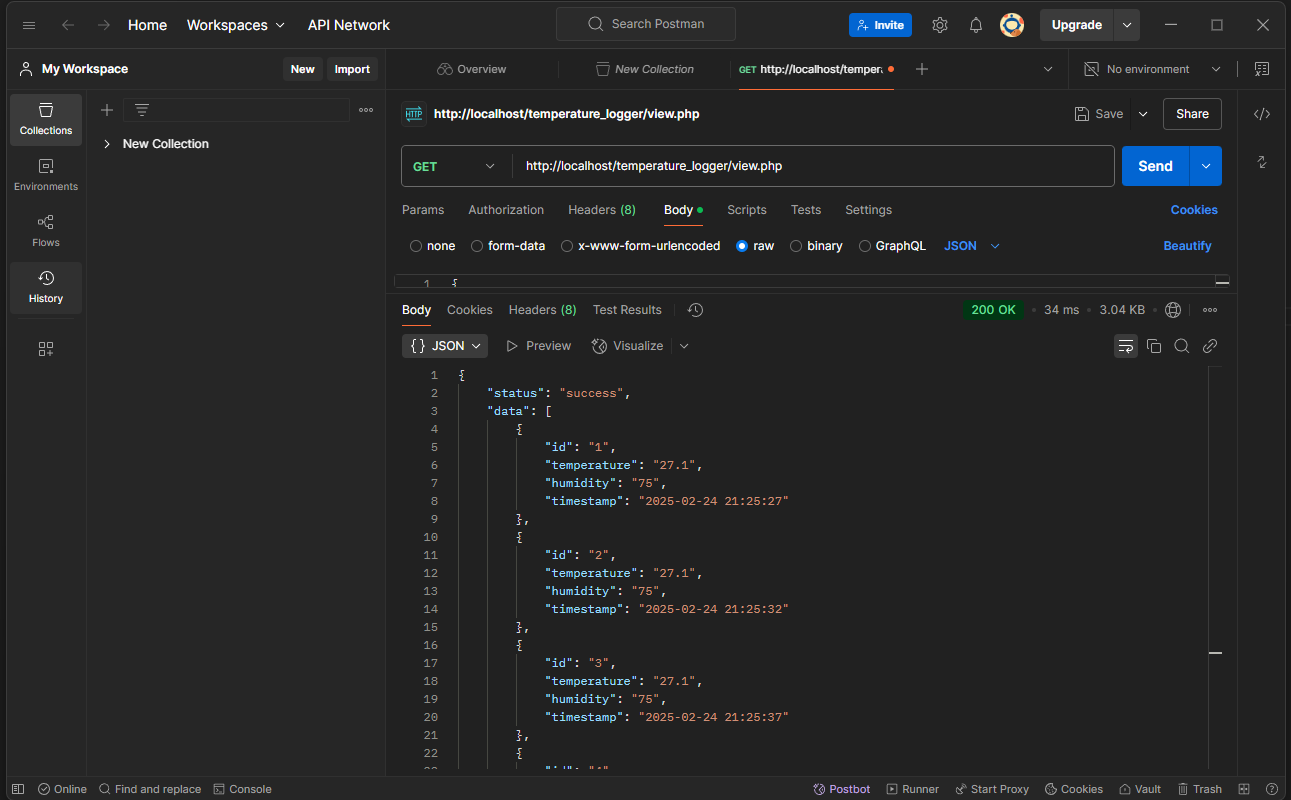 Home Workspaces API Network Search Postman Invite Upgrade
My Workspace New Import Overview New Collection GET http://localhost/temper No environment
Collections
Environments
Flows
History
New Collection
HTTP http://localhost/temperature_logger/view.php Save Share
GET http://localhost/temperature_logger/view.php Send
Params Authorization Headers (8) Body Scripts Tests Settings Cookies
none form-data x-www-form-urlencoded raw binary GraphQL JSON Beautify
1 {
Body Cookies Headers (8) Test Results 200 OK • 34 ms • 3.04 KB •
{} JSON Preview Visualize
1 {
2 "status": "success",
3 "data": [
4 {
5 "id": "1",
6 "temperature": "27.1",
7 "humidity": "75",
8 "timestamp": "2025-02-24 21:25:27"
9 },
10 {
11 "id": "2",
12 "temperature": "27.1",
13 "humidity": "75",
14 "timestamp": "2025-02-24 21:25:32"
15 },
16 {
17 "id": "3",
18 "temperature": "27.1",
19 "humidity": "75",
20 "timestamp": "2025-02-24 21:25:37"
21 },
22 {
Online Find and replace Console Postbot Runner Start Proxy Cookies Vault Trash